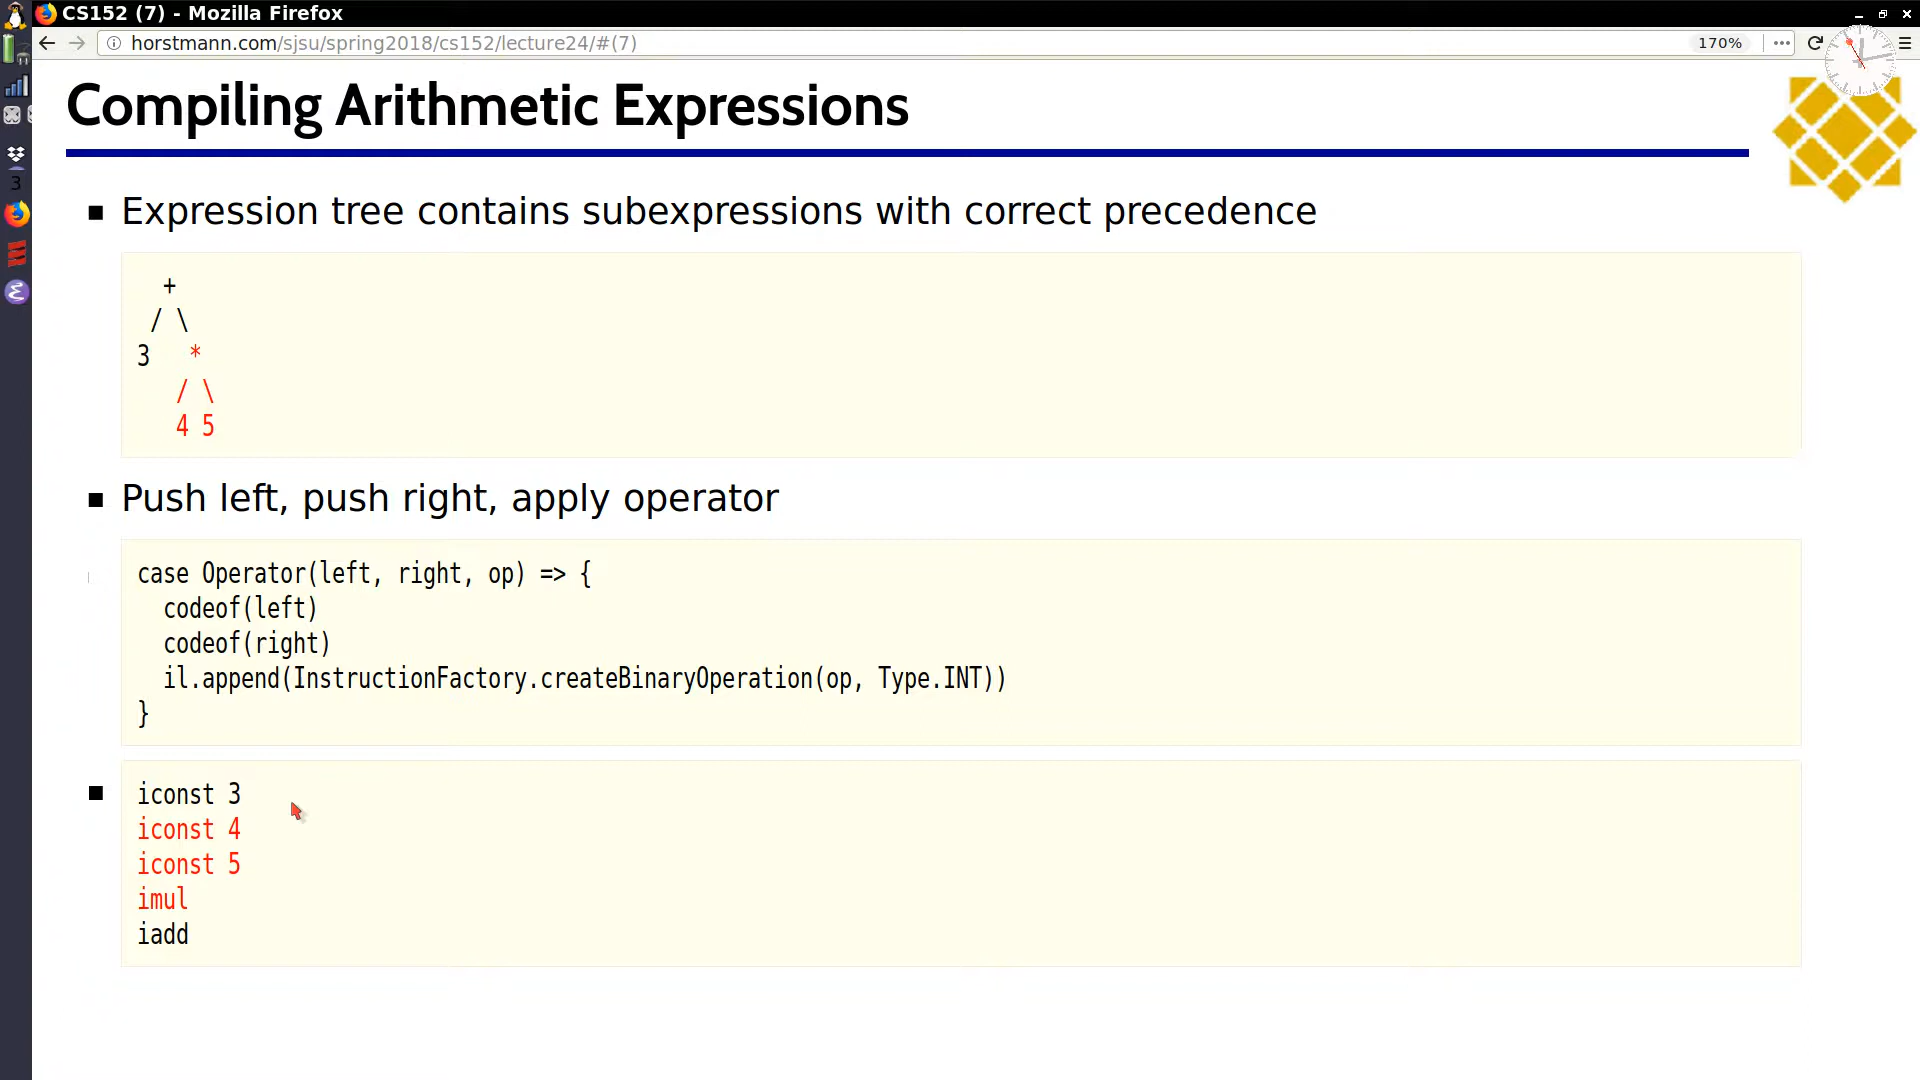 CS152 (7) - Mozilla Firefox
horstmann.com/sjsu/spring2018/cs152/lecture24/#(7)
170%
3
Compiling Arithmetic Expressions
Expression tree contains subexpressions with correct precedence
+
/ \
3 *
/ \
4 5
Push left, push right, apply operator
case Operator(left, right, op) => {
codeof(left)
codeof(right)
il.append(InstructionFactory.createBinaryOperation(op, Type.INT))
}
iconst 3
iconst 4
iconst 5
imul
iadd